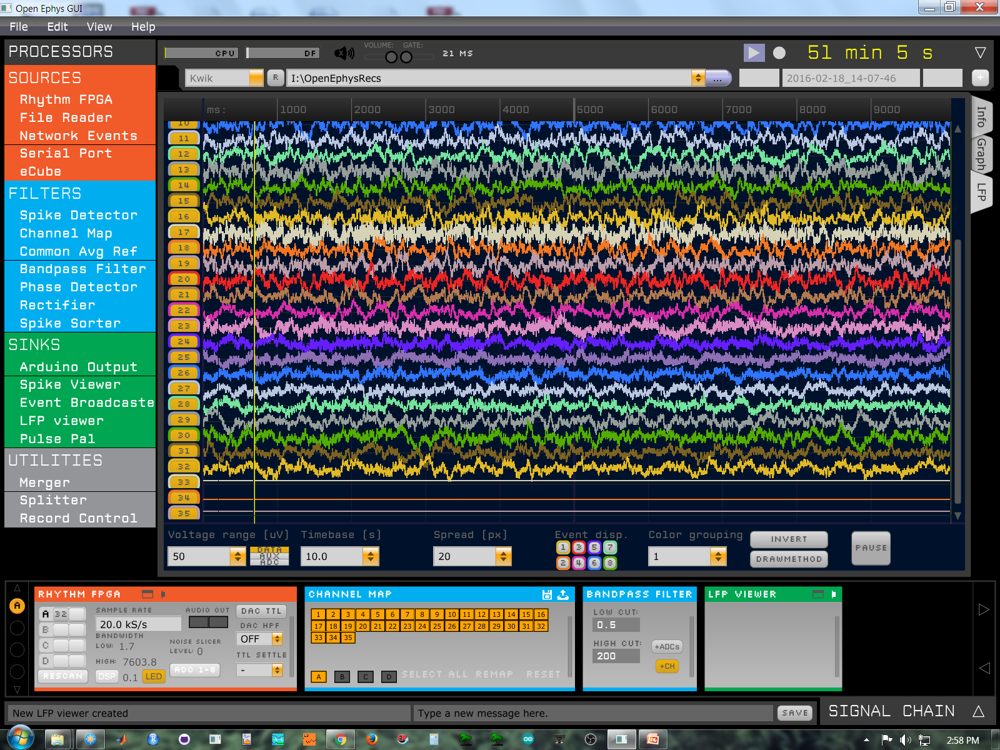 Open Ephys GUI
File Edit View Help
PROCESSORS
SOURCES
Rhythm FPGA
File Reader
Network Events
Serial Port
eCube
FILTERS
Spike Detector
Channel Map
Common Avg Ref
Bandpass Filter
Phase Detector
Rectifier
Spike Sorter
SINKS
Arduino Output
Spike Viewer
Event Broadcaste
LFP viewer
Pulse Pal
UTILITIES
Merger
Splitter
Record Control
CPU DF VOLUME: GATE: 21 MS 51 min 5 s
Kwik R I:\OpenEphysRecs ... 2016-02-18_14-07-46 +
Info
Graph
LFP
ms: 1000 2000 3000 4000 5000 6000 7000 8000 9000
10
11
12
13
14
15
16
17
18
19
20
21
22
23
24
25
26
27
28
29
30
31
32
33
34
35
Voltage range (uV) Timebase (s) Spread (px) Event disp. Color grouping
50 DATA AUX ADC 10.0 20 1 3 5 7 2 4 6 8 1
INVERT
DRAWMETHOD
PAUSE
A
RHYTHM FPGA
A 32
B
C
D
RESCAN
SAMPLE RATE
20.0 kS/s
BANDWIDTH
LOW: 1.7
HIGH: 7603.8
DSP 0.1 LED
AUDIO OUT
NOISE SLICER
LEVEL: 0
ADC 1-8
DAC TTL
DAC HPF
OFF
TTL SETTLE
-
CHANNEL MAP
1 2 3 4 5 6 7 8 9 10 11 12 13 14 15 16
17 18 19 20 21 22 23 24 25 26 27 28 29 30 31 32
33 34 35
A B C D SELECT ALL REMAP RESET
BANDPASS FILTER
LOW CUT:
0.5
HIGH CUT:
200
+ADCs
+CH
LFP VIEWER
New LFP viewer created
Type a new message here.
SAVE
SIGNAL CHAIN
2:58 PM